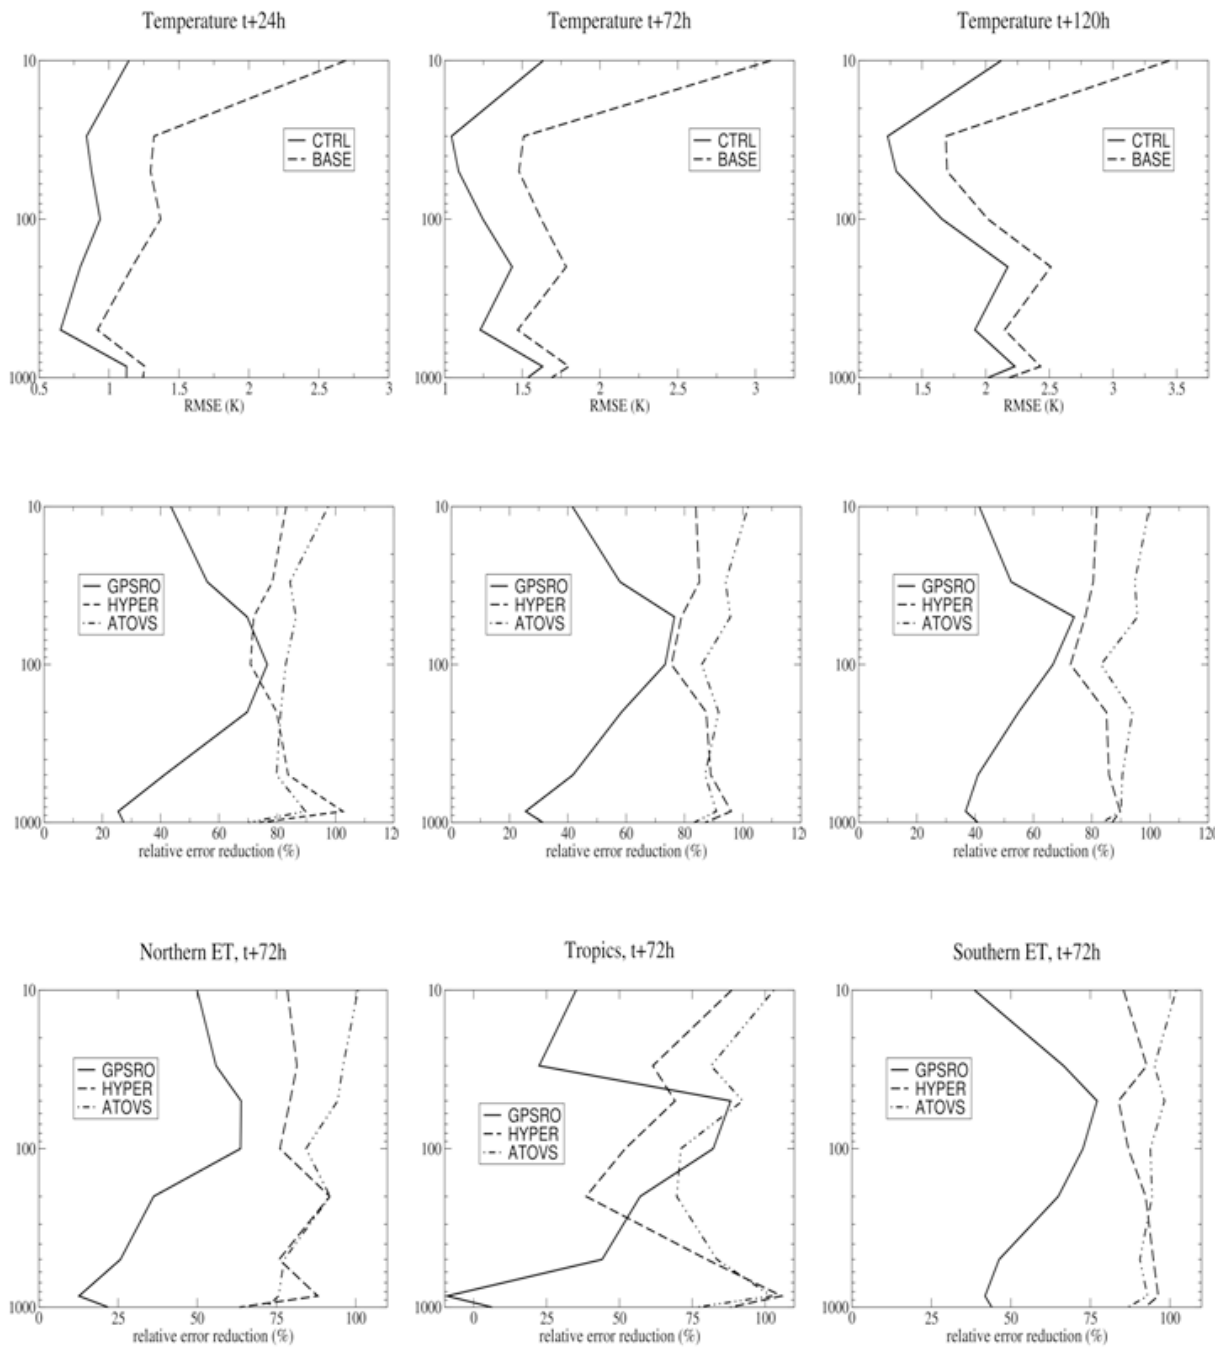 Temperature t+24h
Temperature t+72h
Temperature t+120h
10
100
1000
0.5 1 1.5 2 2.5 3
RMSE (K)
CTRL
BASE
10
100
1000
1 1.5 2 2.5 3
RMSE (K)
CTRL
BASE
10
100
1000
1 1.5 2 2.5 3 3.5
RMSE (K)
CTRL
BASE
10
100
1000
0 20 40 60 80 100 12
relative error reduction (%)
GPSRO
HYPER
ATOVS
10
100
1000
0 20 40 60 80 100 120
relative error reduction (%)
GPSRO
HYPER
ATOVS
10
100
1000
0 20 40 60 80 100 120
relative error reduction (%)
GPSRO
HYPER
ATOVS
Northern ET, t+72h
Tropics, t+72h
Southern ET, t+72h
10
100
1000
0 25 50 75 100
relative error reduction (%)
GPSRO
HYPER
ATOVS
10
100
1000
0 25 50 75 100
relative error reduction (%)
GPSRO
HYPER
ATOVS
10
100
1000
0 25 50 75 100
relative error reduction (%)
GPSRO
HYPER
ATOVS